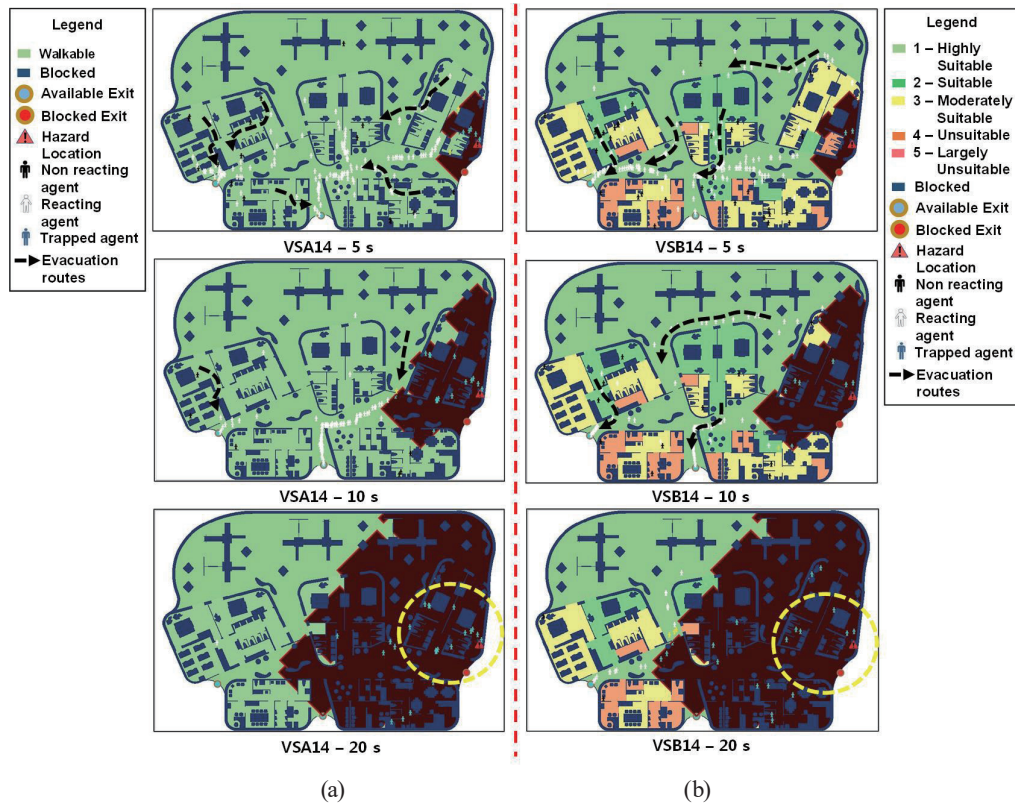 Legend
Walkable
Blocked
Available Exit
Blocked Exit
Hazard
Location
Non reacting
agent
Reacting
agent
Trapped agent
Evacuation
routes
VSA14 – 5 s
VSA14 – 10 s
VSA14 – 20 s
(a)
VSB14 – 5 s
VSB14 – 10 s
VSB14 – 20 s
(b)
Legend
1 – Highly
Suitable
2 – Suitable
3 – Moderately
Suitable
4 – Unsuitable
5 – Largely
Unsuitable
Blocked
Available Exit
Blocked Exit
Hazard
Location
Non reacting
agent
Reacting
agent
Trapped agent
Evacuation
routes